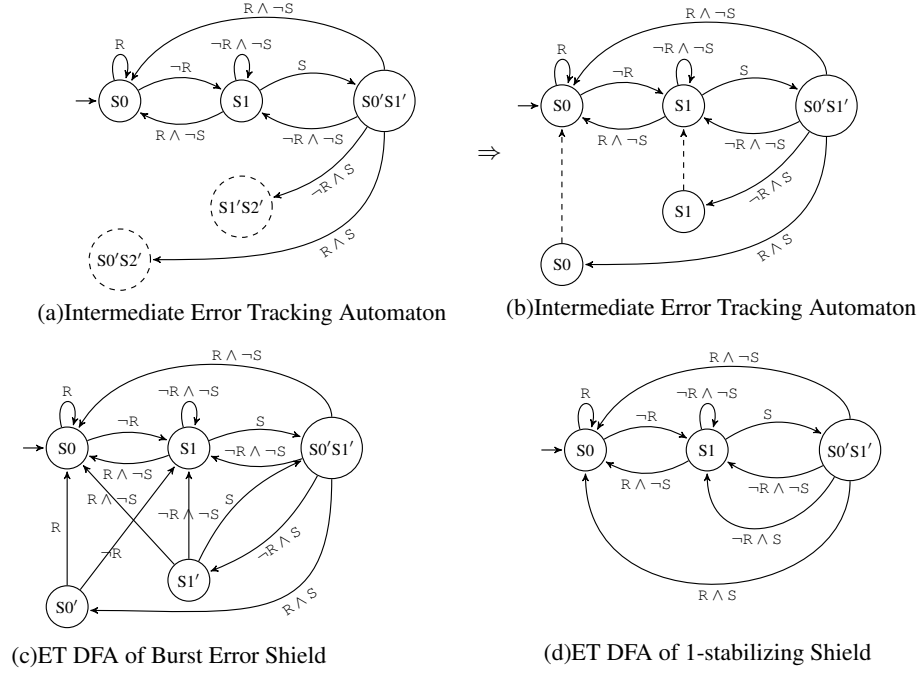 R ∧ ¬S
R
¬R ∧ ¬S
¬R
S
S0
S1
S0′S1′
R ∧ ¬S
¬R ∧ ¬S
¬R ∧ S
S1′S2′
R ∧ S
S0′S2′
(a)Intermediate Error Tracking Automaton
⇒
R ∧ ¬S
R
¬R ∧ ¬S
¬R
S
S0
S1
S0′S1′
R ∧ ¬S
¬R ∧ ¬S
¬R ∧ S
S1
R ∧ S
S0
(b)Intermediate Error Tracking Automaton
R ∧ ¬S
R
¬R ∧ ¬S
¬R
S
S0
S1
S0′S1′
R ∧ ¬S
¬R ∧ ¬S
R ∧ ¬S
¬R ∧ ¬S
S
R
¬R
¬R ∧ S
S1′
R ∧ S
S0′
(c)ET DFA of Burst Error Shield
R ∧ ¬S
R
¬R ∧ ¬S
¬R
S
S0
S1
S0′S1′
R ∧ ¬S
¬R ∧ ¬S
¬R ∧ S
R ∧ S
(d)ET DFA of 1-stabilizing Shield